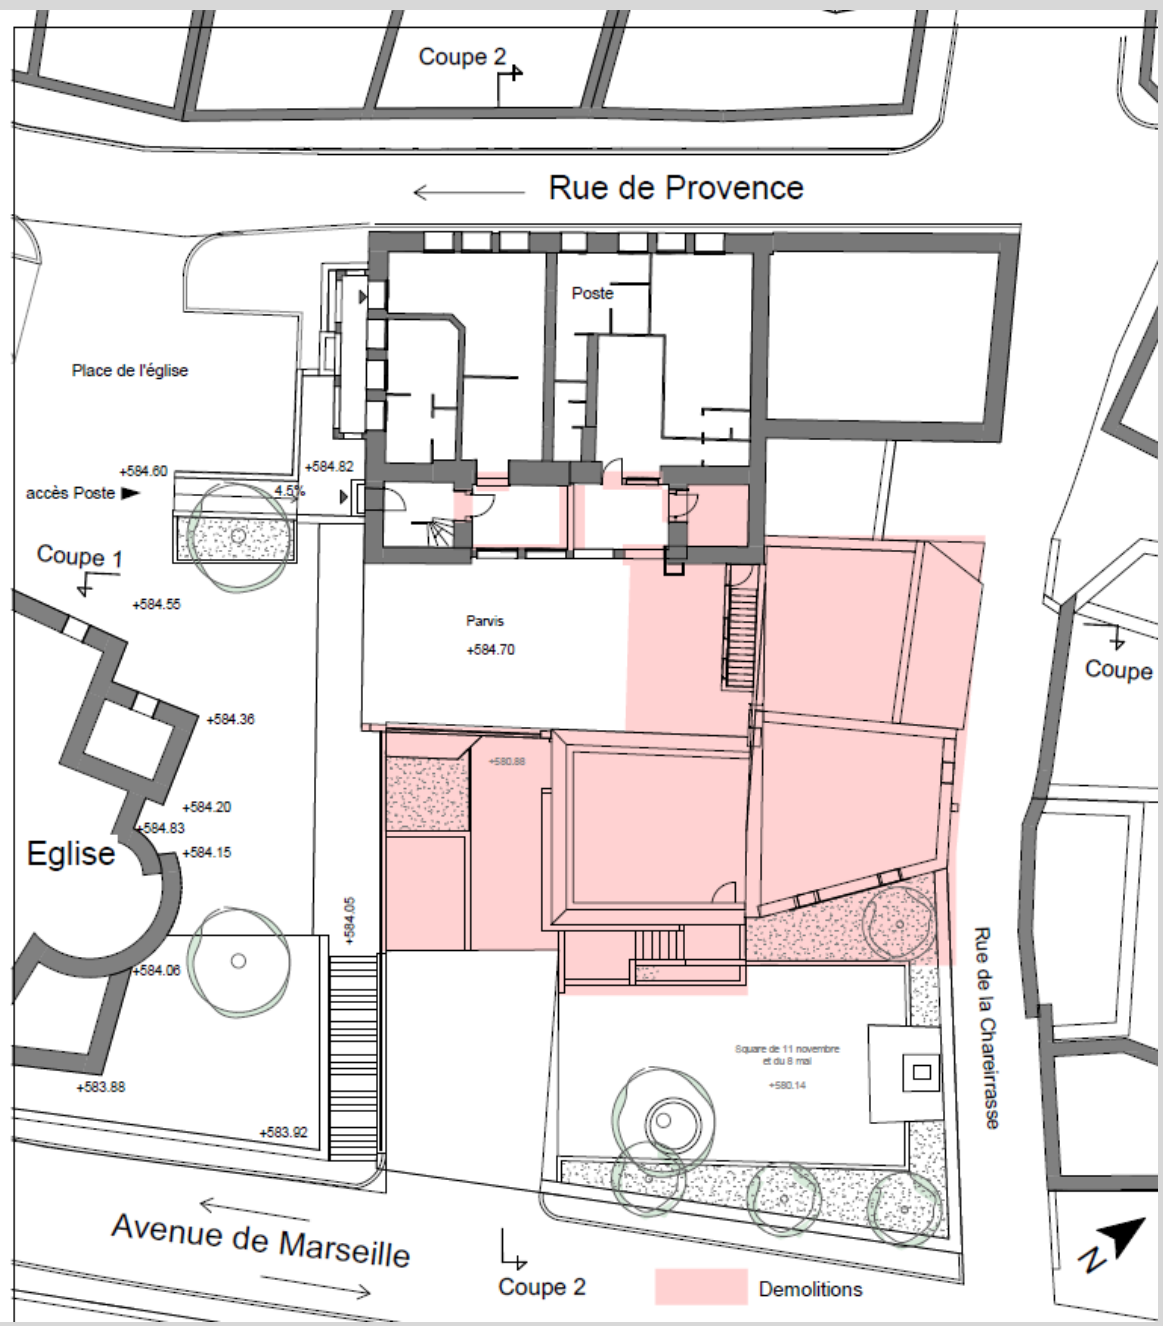 Coupe 2
Rue de Provence
Poste
Place de l'église
+584.60
+584.82
accès Poste
4.5%
Coupe 1
+584.55
Parvis
+584.70
Coupe
+584.36
+580.88
+584.20
+584.83
+584.15
Eglise
+584.05
+584.06
Rue de la Chareirrasse
Square de 11 novembre
et du 8 mai
+580.14
+583.88
+583.92
Avenue de Marseille
N
Coupe 2
Demolitions